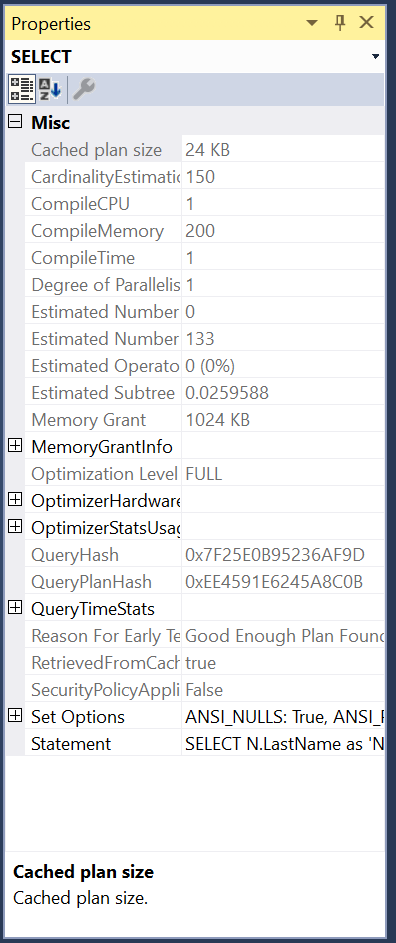 Properties
SELECT
Misc
Cached plan size 24 KB
CardinalityEstimatic 150
CompileCPU 1
CompileMemory 200
CompileTime 1
Degree of Parallelis 1
Estimated Number 0
Estimated Number 133
Estimated Operato 0 (0%)
Estimated Subtree 0.0259588
Memory Grant 1024 KB
MemoryGrantInfo
Optimization Level FULL
OptimizerHardware
OptimizerStatsUsag
QueryHash 0x7F25E0B95236AF9D
QueryPlanHash 0xEE4591E6245A8C0B
QueryTimeStats
Reason For Early Te Good Enough Plan Found
RetrievedFromCach true
SecurityPolicyAppli False
Set Options ANSI_NULLS: True, ANSI_P
Statement SELECT N.LastName as 'N
Cached plan size
Cached plan size.